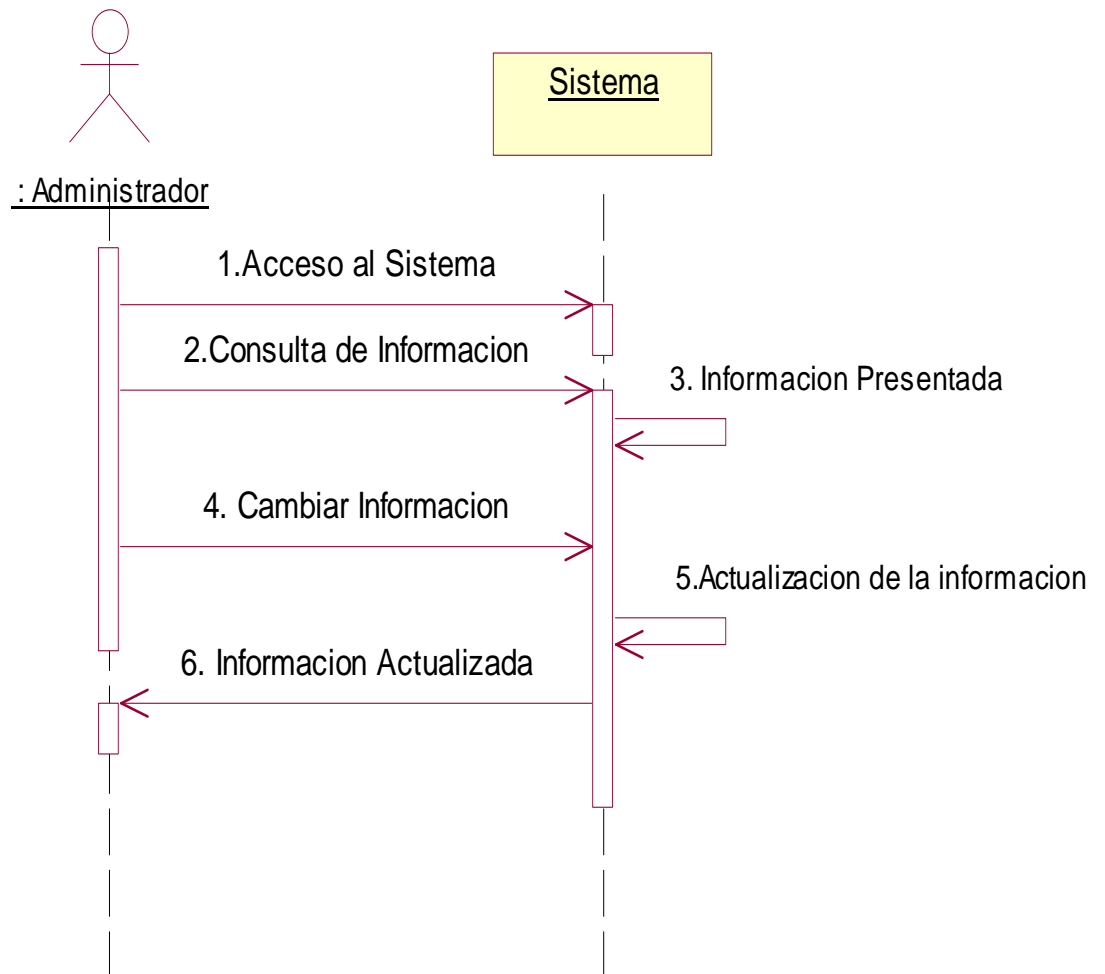 Sistema
: Administrador
1.Acceso al Sistema
2.Consulta de Informacion
3. Informacion Presentada
4. Cambiar Informacion
5.Actualizacion de la informacion
6. Informacion Actualizada